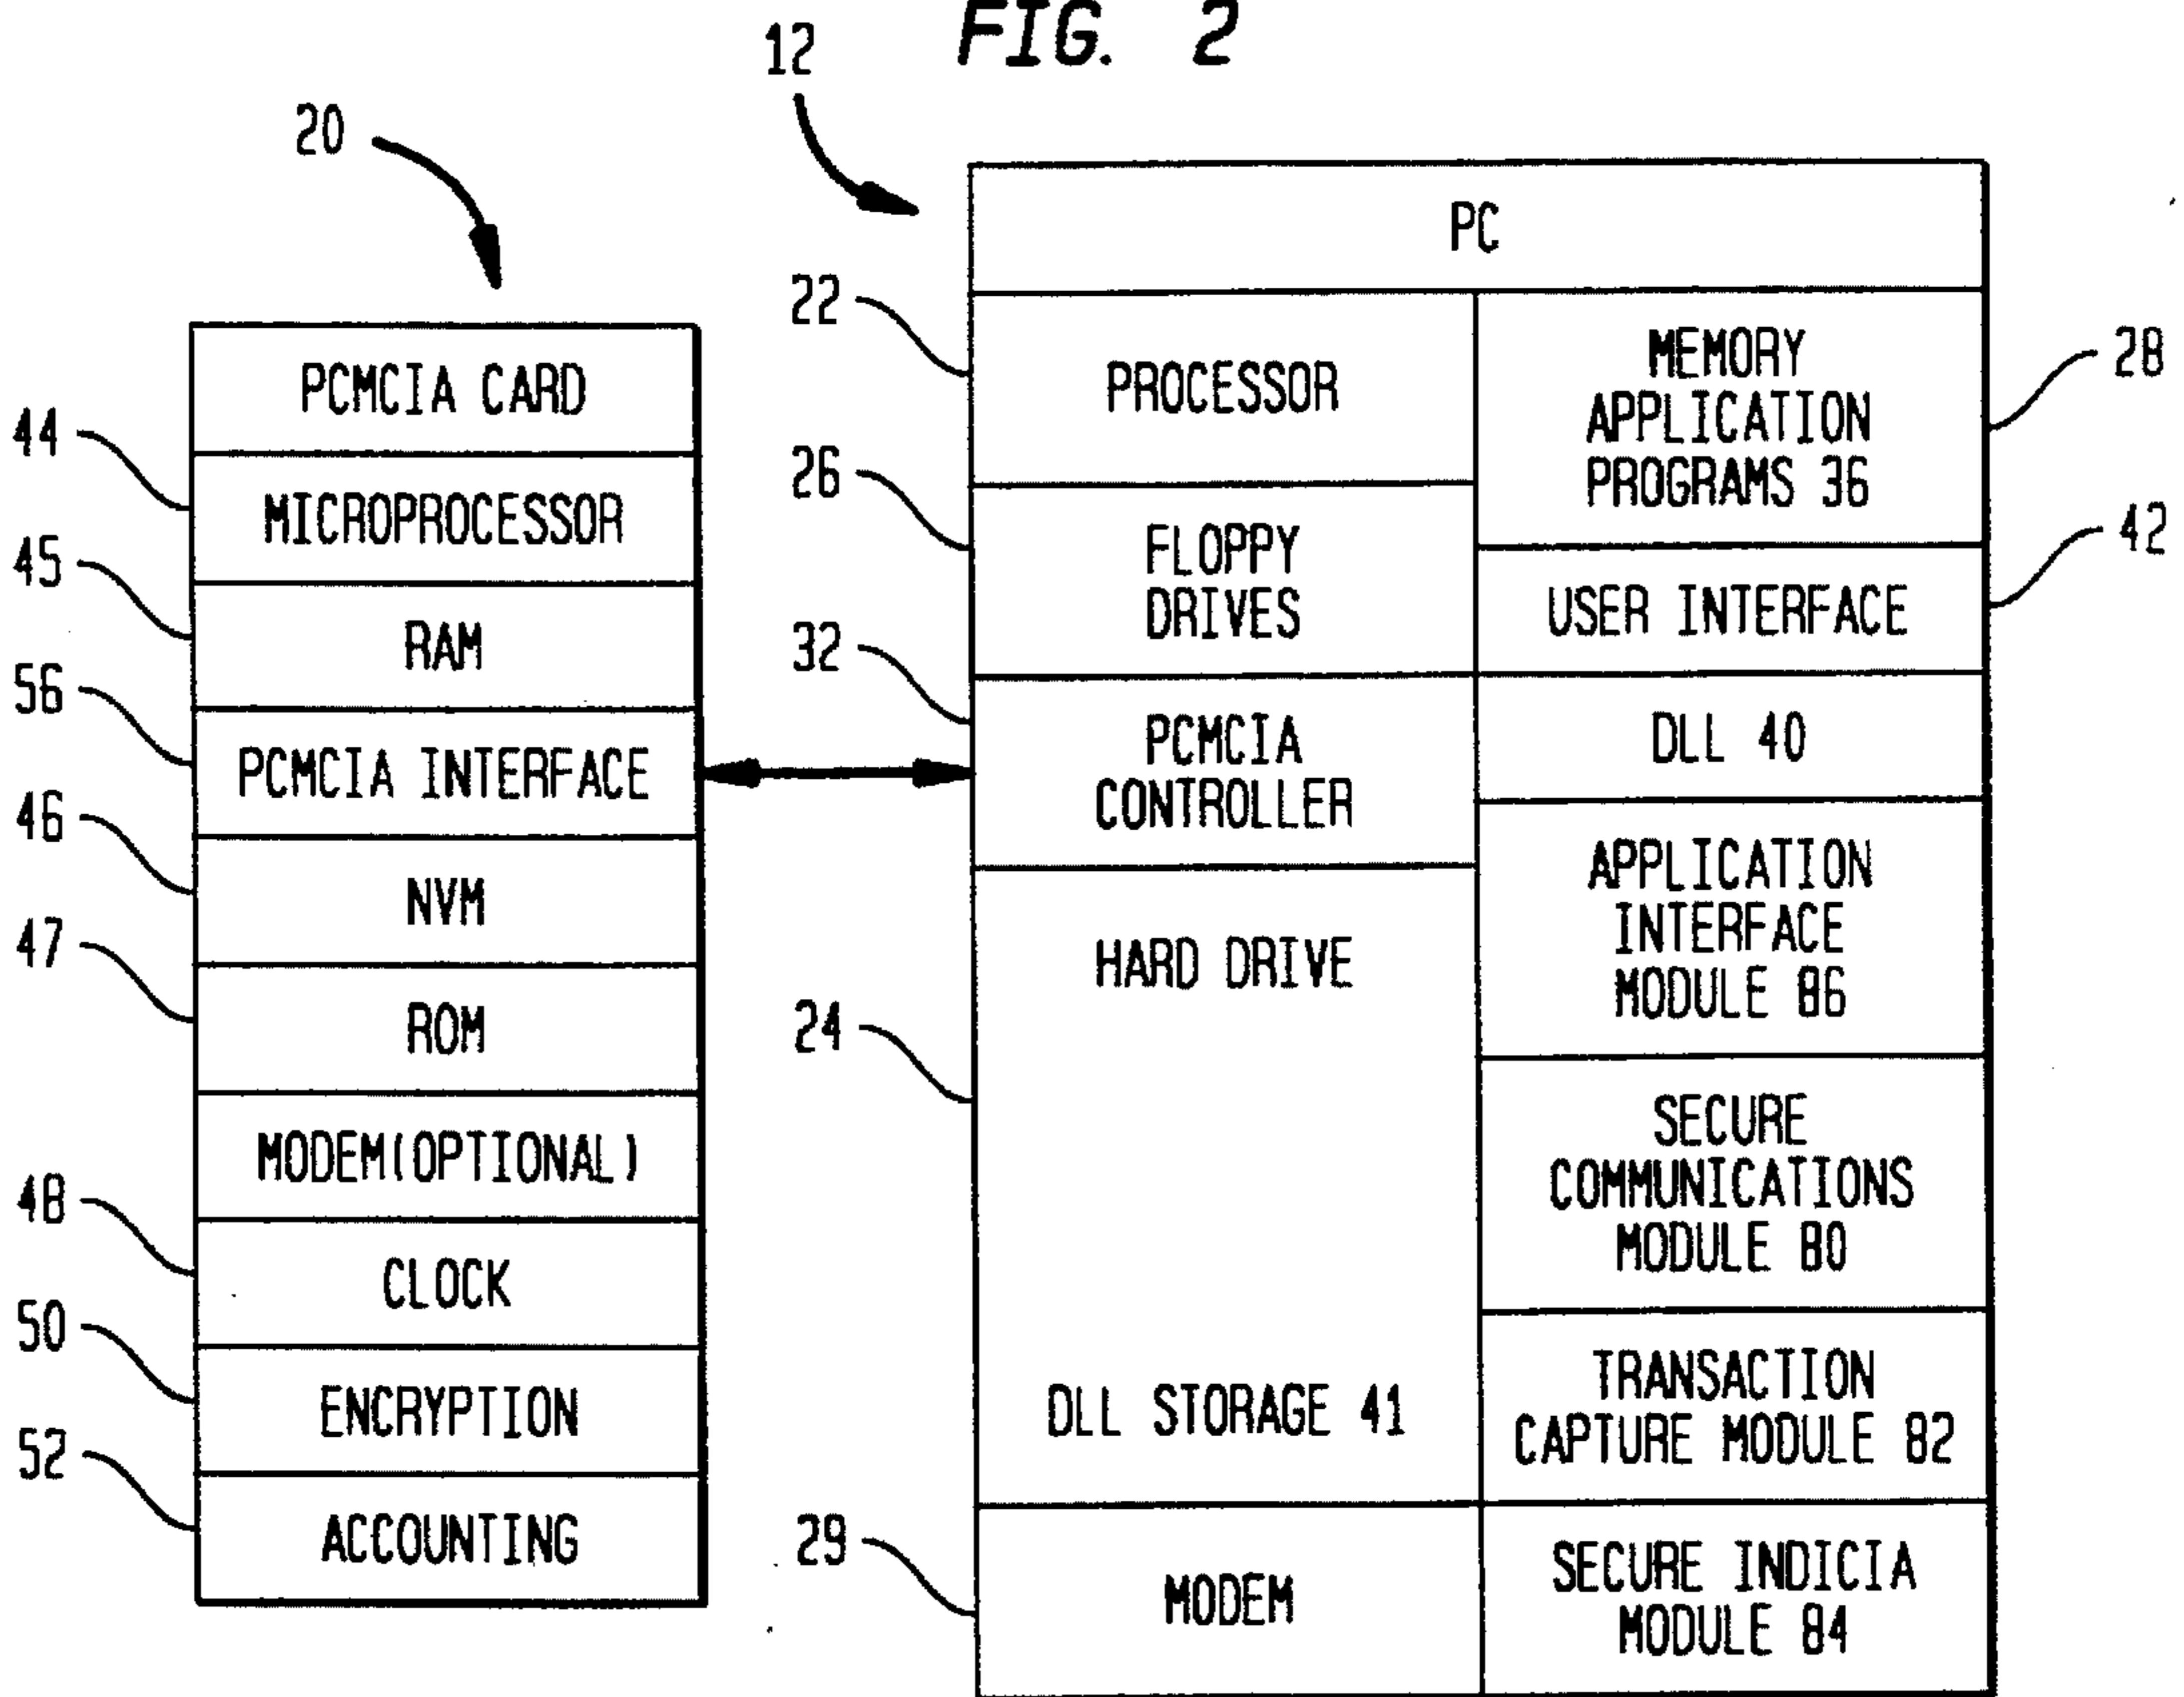 FIG. 2
12
20
PCMCIA CARD
44
MICROPROCESSOR
45
RAM
56
PCMCIA INTERFACE
46
NVM
47
ROM
MODEM(OPTIONAL)
48
CLOCK
50
ENCRYPTION
52
ACCOUNTING
PC
22
PROCESSOR
26
FLOPPY
DRIVES
32
PCMCIA
CONTROLLER
24
HARD DRIVE
DLL STORAGE 41
29
MODEM
MEMORY
APPLICATION
PROGRAMS 36
28
USER INTERFACE
42
DLL 40
APPLICATION
INTERFACE
MODULE 86
SECURE
COMMUNICATIONS
MODULE 80
TRANSACTION
CAPTURE MODULE 82
SECURE INDICIA
MODULE 84